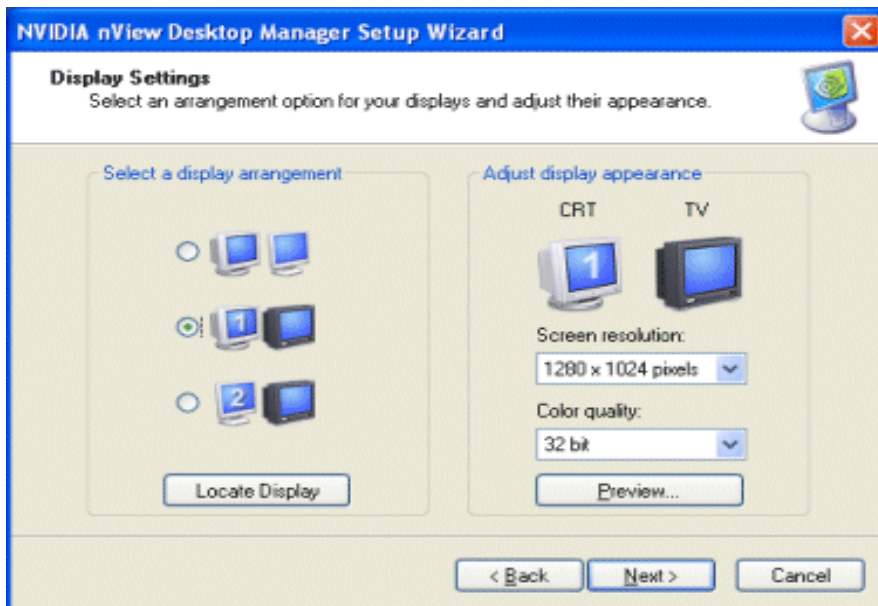 NVIDIA nView Desktop Manager Setup Wizard
Display Settings
Select an arrangement option for your displays and adjust their appearance.
Select a display arrangement
1
2
Locate Display
Adjust display appearance
CRT TV
1
Screen resolution:
1280 x 1024 pixels
Color quality:
32 bit
Preview...
< Back Next > Cancel